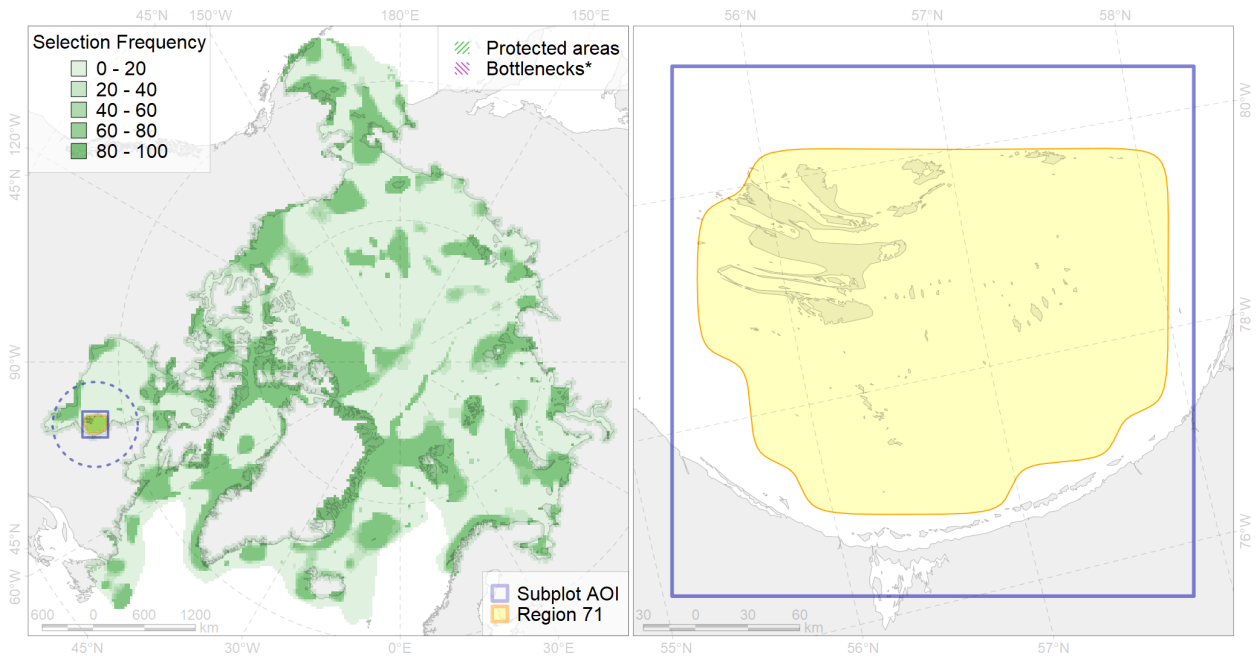 45°N 150°W 180°E 150°E 56°N 57°N 58°N
Selection Frequency
0 - 20
20 - 40
40 - 60
60 - 80
80 - 100
Protected areas
Bottlenecks*
120°W
45°N
90°W
45°N
60°W
80°W
78°W
76°W
Subplot AOI
Region 71
600 0 600 1200
km
30 0 30 60
km
45°N 30°W 0°E 30°E 55°N 56°N 57°N